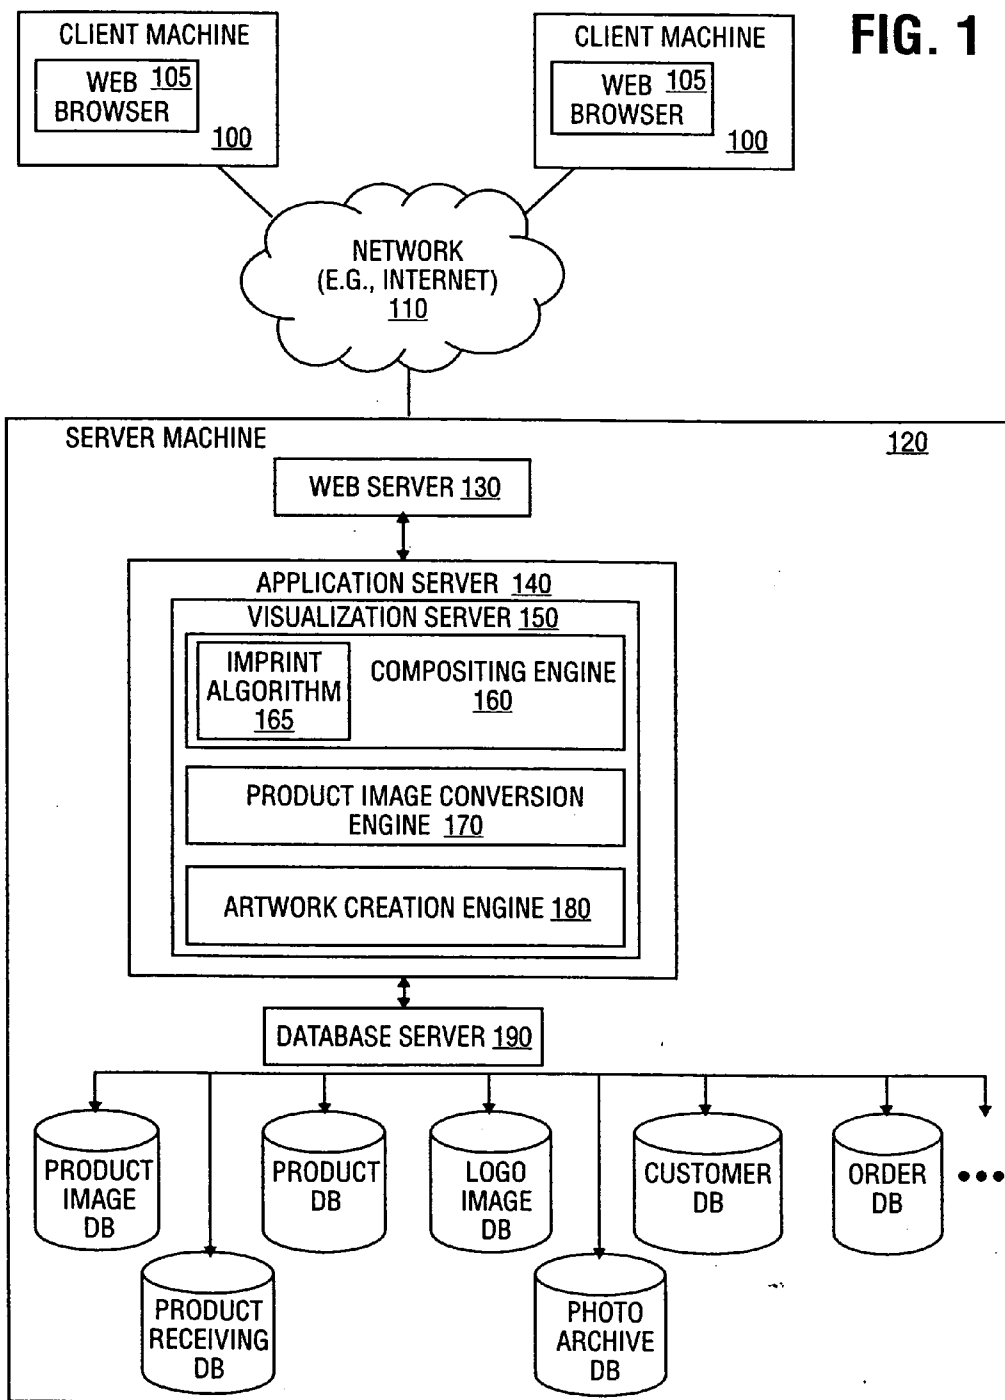 FIG. 1
CLIENT MACHINE
WEB 105
BROWSER
100
CLIENT MACHINE
WEB 105
BROWSER
100
NETWORK
(E.G., INTERNET)
110
SERVER MACHINE
120
WEB SERVER 130
APPLICATION SERVER 140
VISUALIZATION SERVER 150
IMPRINT
ALGORITHM
165
COMPOSITING ENGINE
160
PRODUCT IMAGE CONVERSION
ENGINE 170
ARTWORK CREATION ENGINE 180
DATABASE SERVER 190
PRODUCT
IMAGE
DB
PRODUCT
DB
LOGO
IMAGE
DB
CUSTOMER
DB
ORDER
DB
•••
PRODUCT
RECEIVING
DB
PHOTO
ARCHIVE
DB